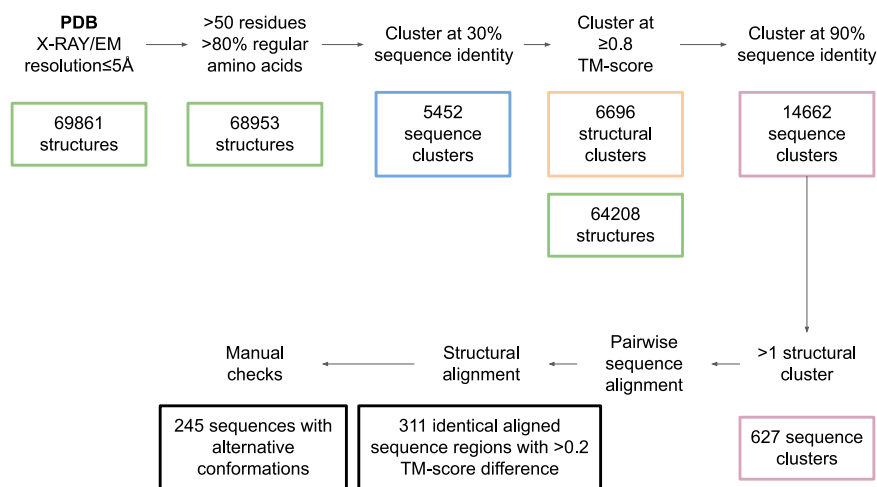 PDB
X-RAY/EM
resolution≤5Å
69861
structures
>50 residues
>80% regular
amino acids
68953
structures
Cluster at 30%
sequence identity
5452
sequence
clusters
Cluster at
≥0.8
TM-score
6696
structural
clusters
64208
structures
Cluster at 90%
sequence identity
14662
sequence
clusters
>1 structural
cluster
627 sequence
clusters
Pairwise
sequence
alignment
Structural
alignment
311 identical aligned
sequence regions with >0.2
TM-score difference
Manual
checks
245 sequences with
alternative
conformations